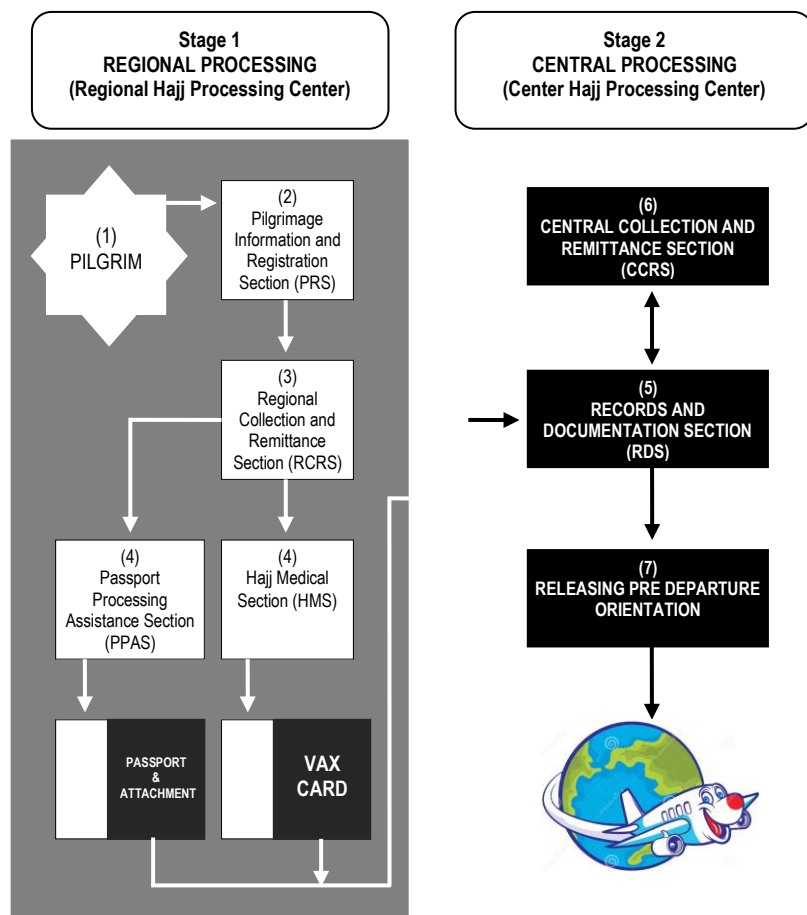 Stage 1
REGIONAL PROCESSING
(Regional Hajj Processing Center)
Stage 2
CENTRAL PROCESSING
(Center Hajj Processing Center)
(1)
PILGRIM
(2)
Pilgrimage
Information and
Registration
Section (PRS)
(3)
Regional
Collection and
Remittance
Section (RCRS)
(4)
Passport
Processing
Assistance Section
(PPAS)
(4)
Hajj Medical
Section (HMS)
PASSPORT
&
ATTACHMENT
VAX
CARD
(6)
CENTRAL COLLECTION AND
REMITTANCE SECTION
(CCRS)
(5)
RECORDS AND
DOCUMENTATION SECTION
(RDS)
(7)
RELEASING PRE DEPARTURE
ORIENTATION